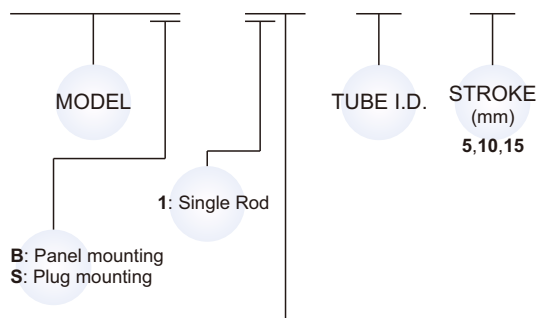 MODEL
TUBE I.D.
STROKE
(mm)
5,10,15
1: Single Rod
B: Panel mounting
S: Plug mounting